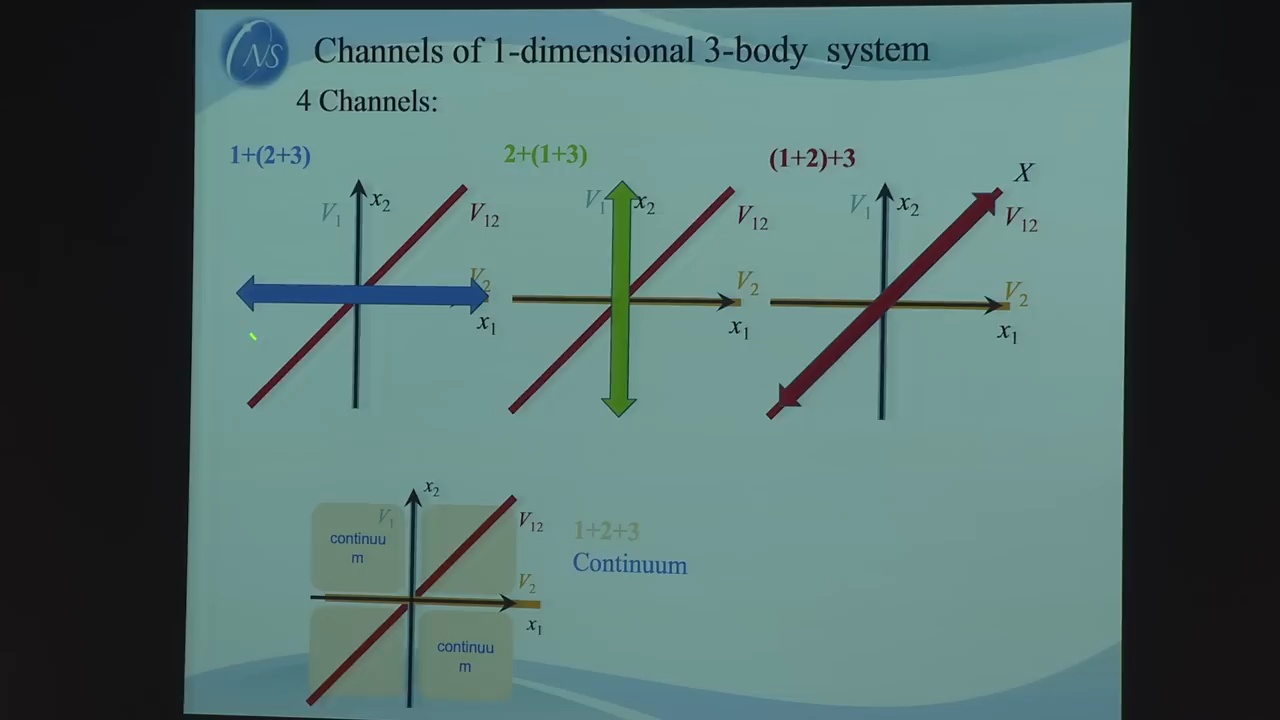 NS
Channels of 1-dimensional 3-body system
4 Channels:
1+(2+3)
V1
x2
V12
V2
x1
2+(1+3)
V1
x2
V12
V2
x1
(1+2)+3
V1
x2
X
V12
V2
x1
x2
V1
V12
continuu
m
V2
x1
continuu
m
1+2+3
Continuum